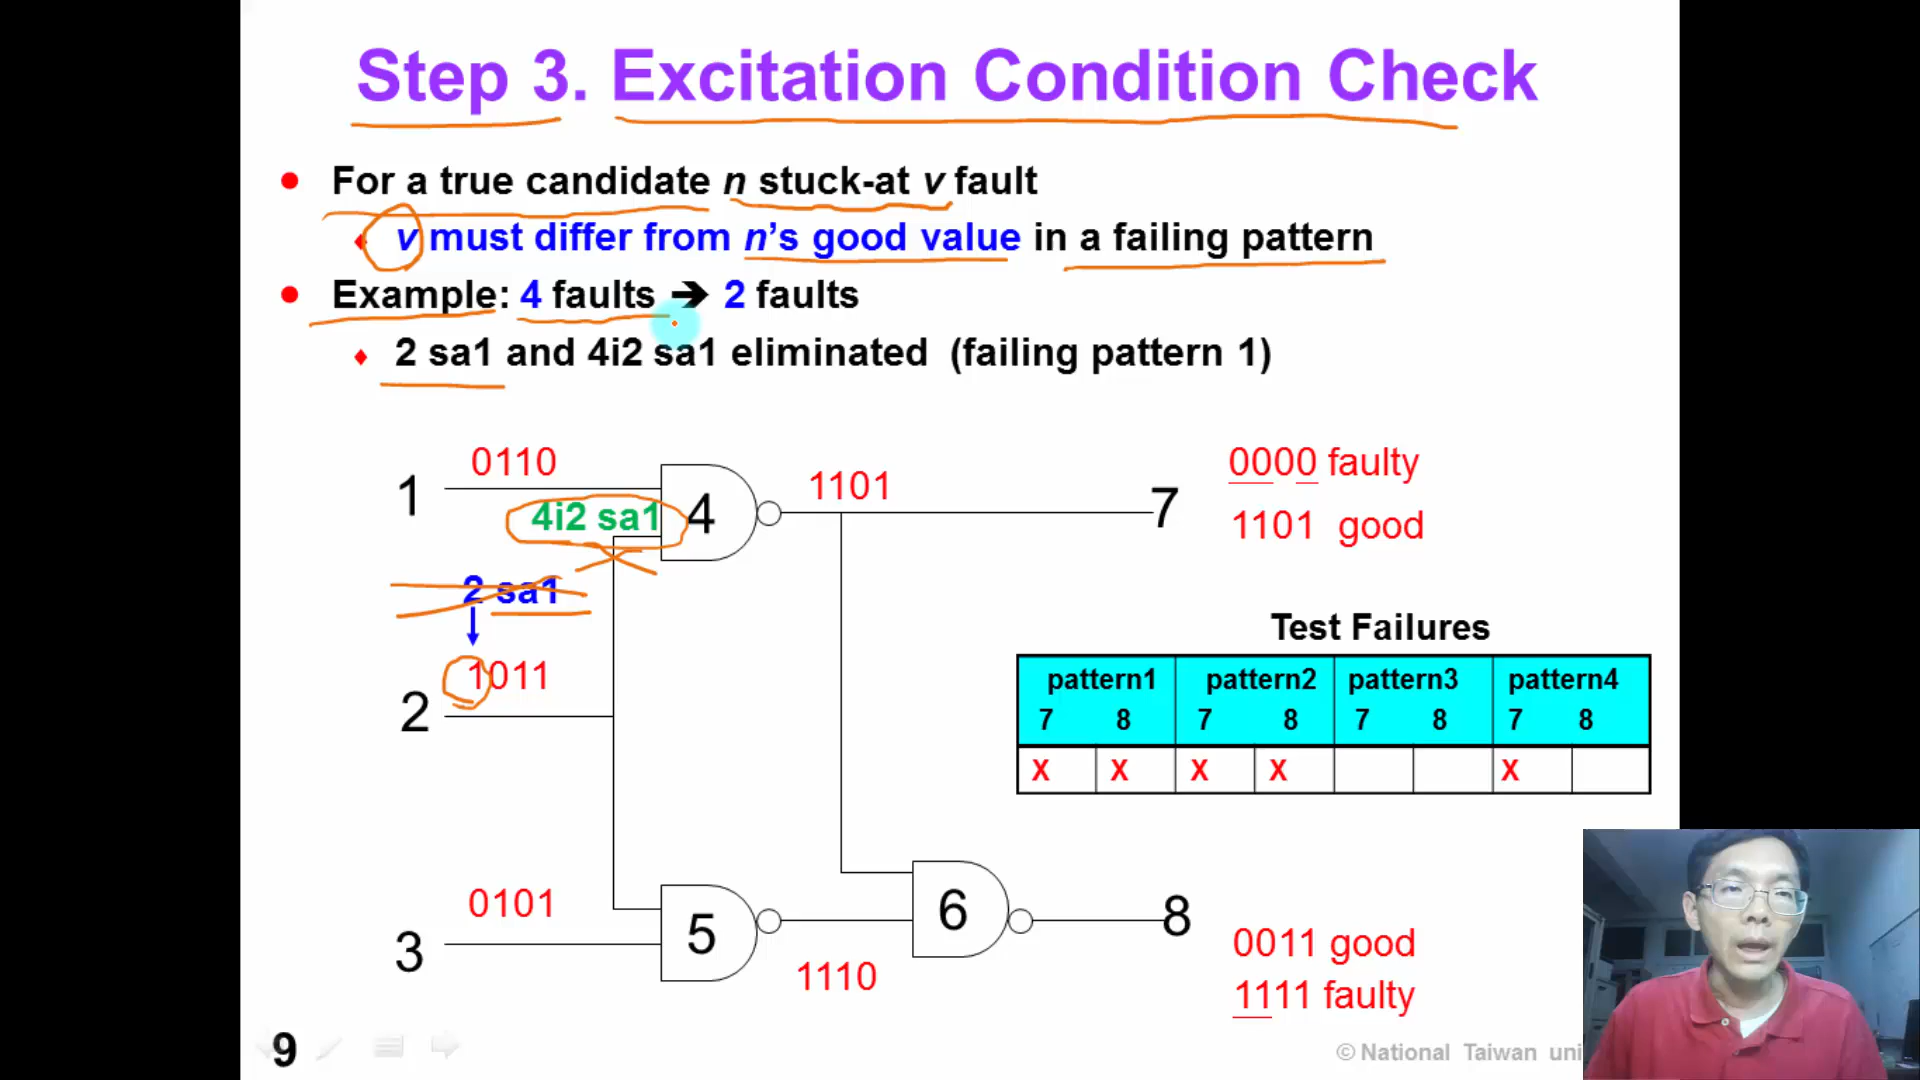 Step 3. Excitation Condition Check
For a true candidate n stuck-at v fault
v must differ from n's good value in a failing pattern
Example: 4 faults ➔ 2 faults
2 sa1 and 4i2 sa1 eliminated (failing pattern 1)
1
0110
4i2 sa1
4
1101
7
0000 faulty
1101 good
2 sa1
1011
2
Test Failures
pattern1 pattern2 pattern3 pattern4
7 8 7 8 7 8 7 8
X X X X X
0101
3
5
1110
6
8
0011 good
1111 faulty
9
© National Taiwan